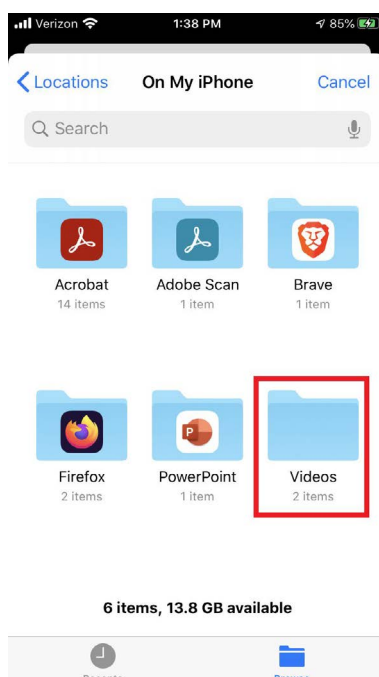 Verizon 1:38 PM 85%
Locations On My iPhone Cancel
Search
Acrobat Adobe Scan Brave
14 items 1 item 1 item
P
Firefox PowerPoint Videos
2 items 1 item 2 items
6 items, 13.8 GB available